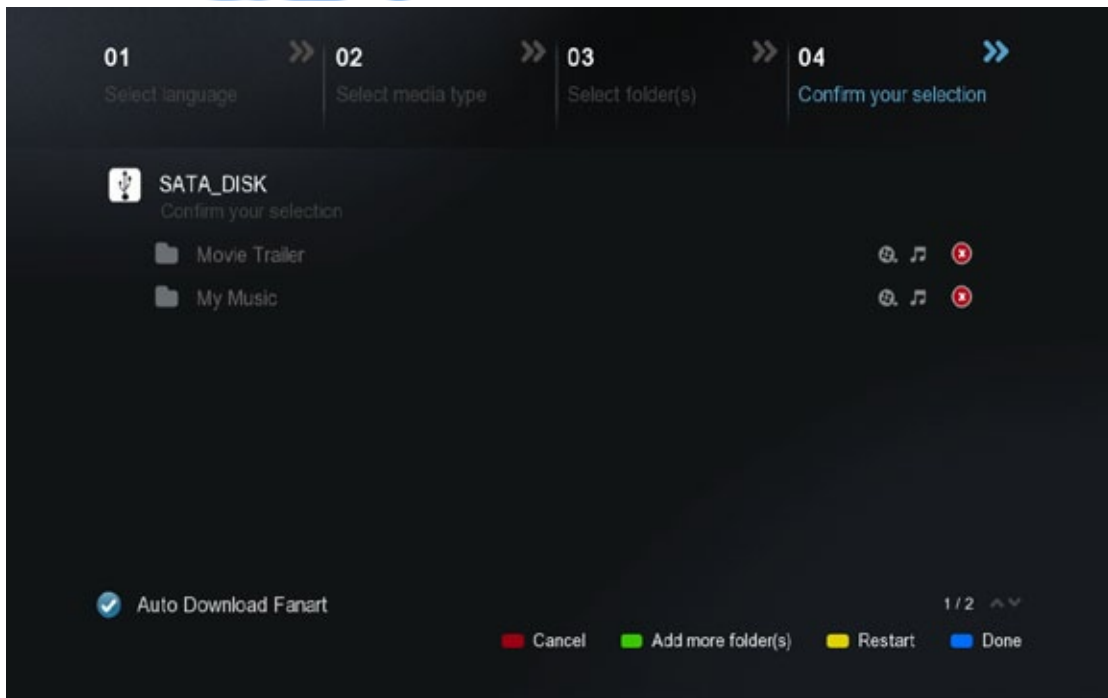 01
02
03
04
Select language
Select media type
Select folder(s)
Confirm your selection
SATA_DISK
Confirm your selection
Movie Trailer
My Music
Auto Download Fanart
1/2
Cancel
Add more folder(s)
Restart
Done